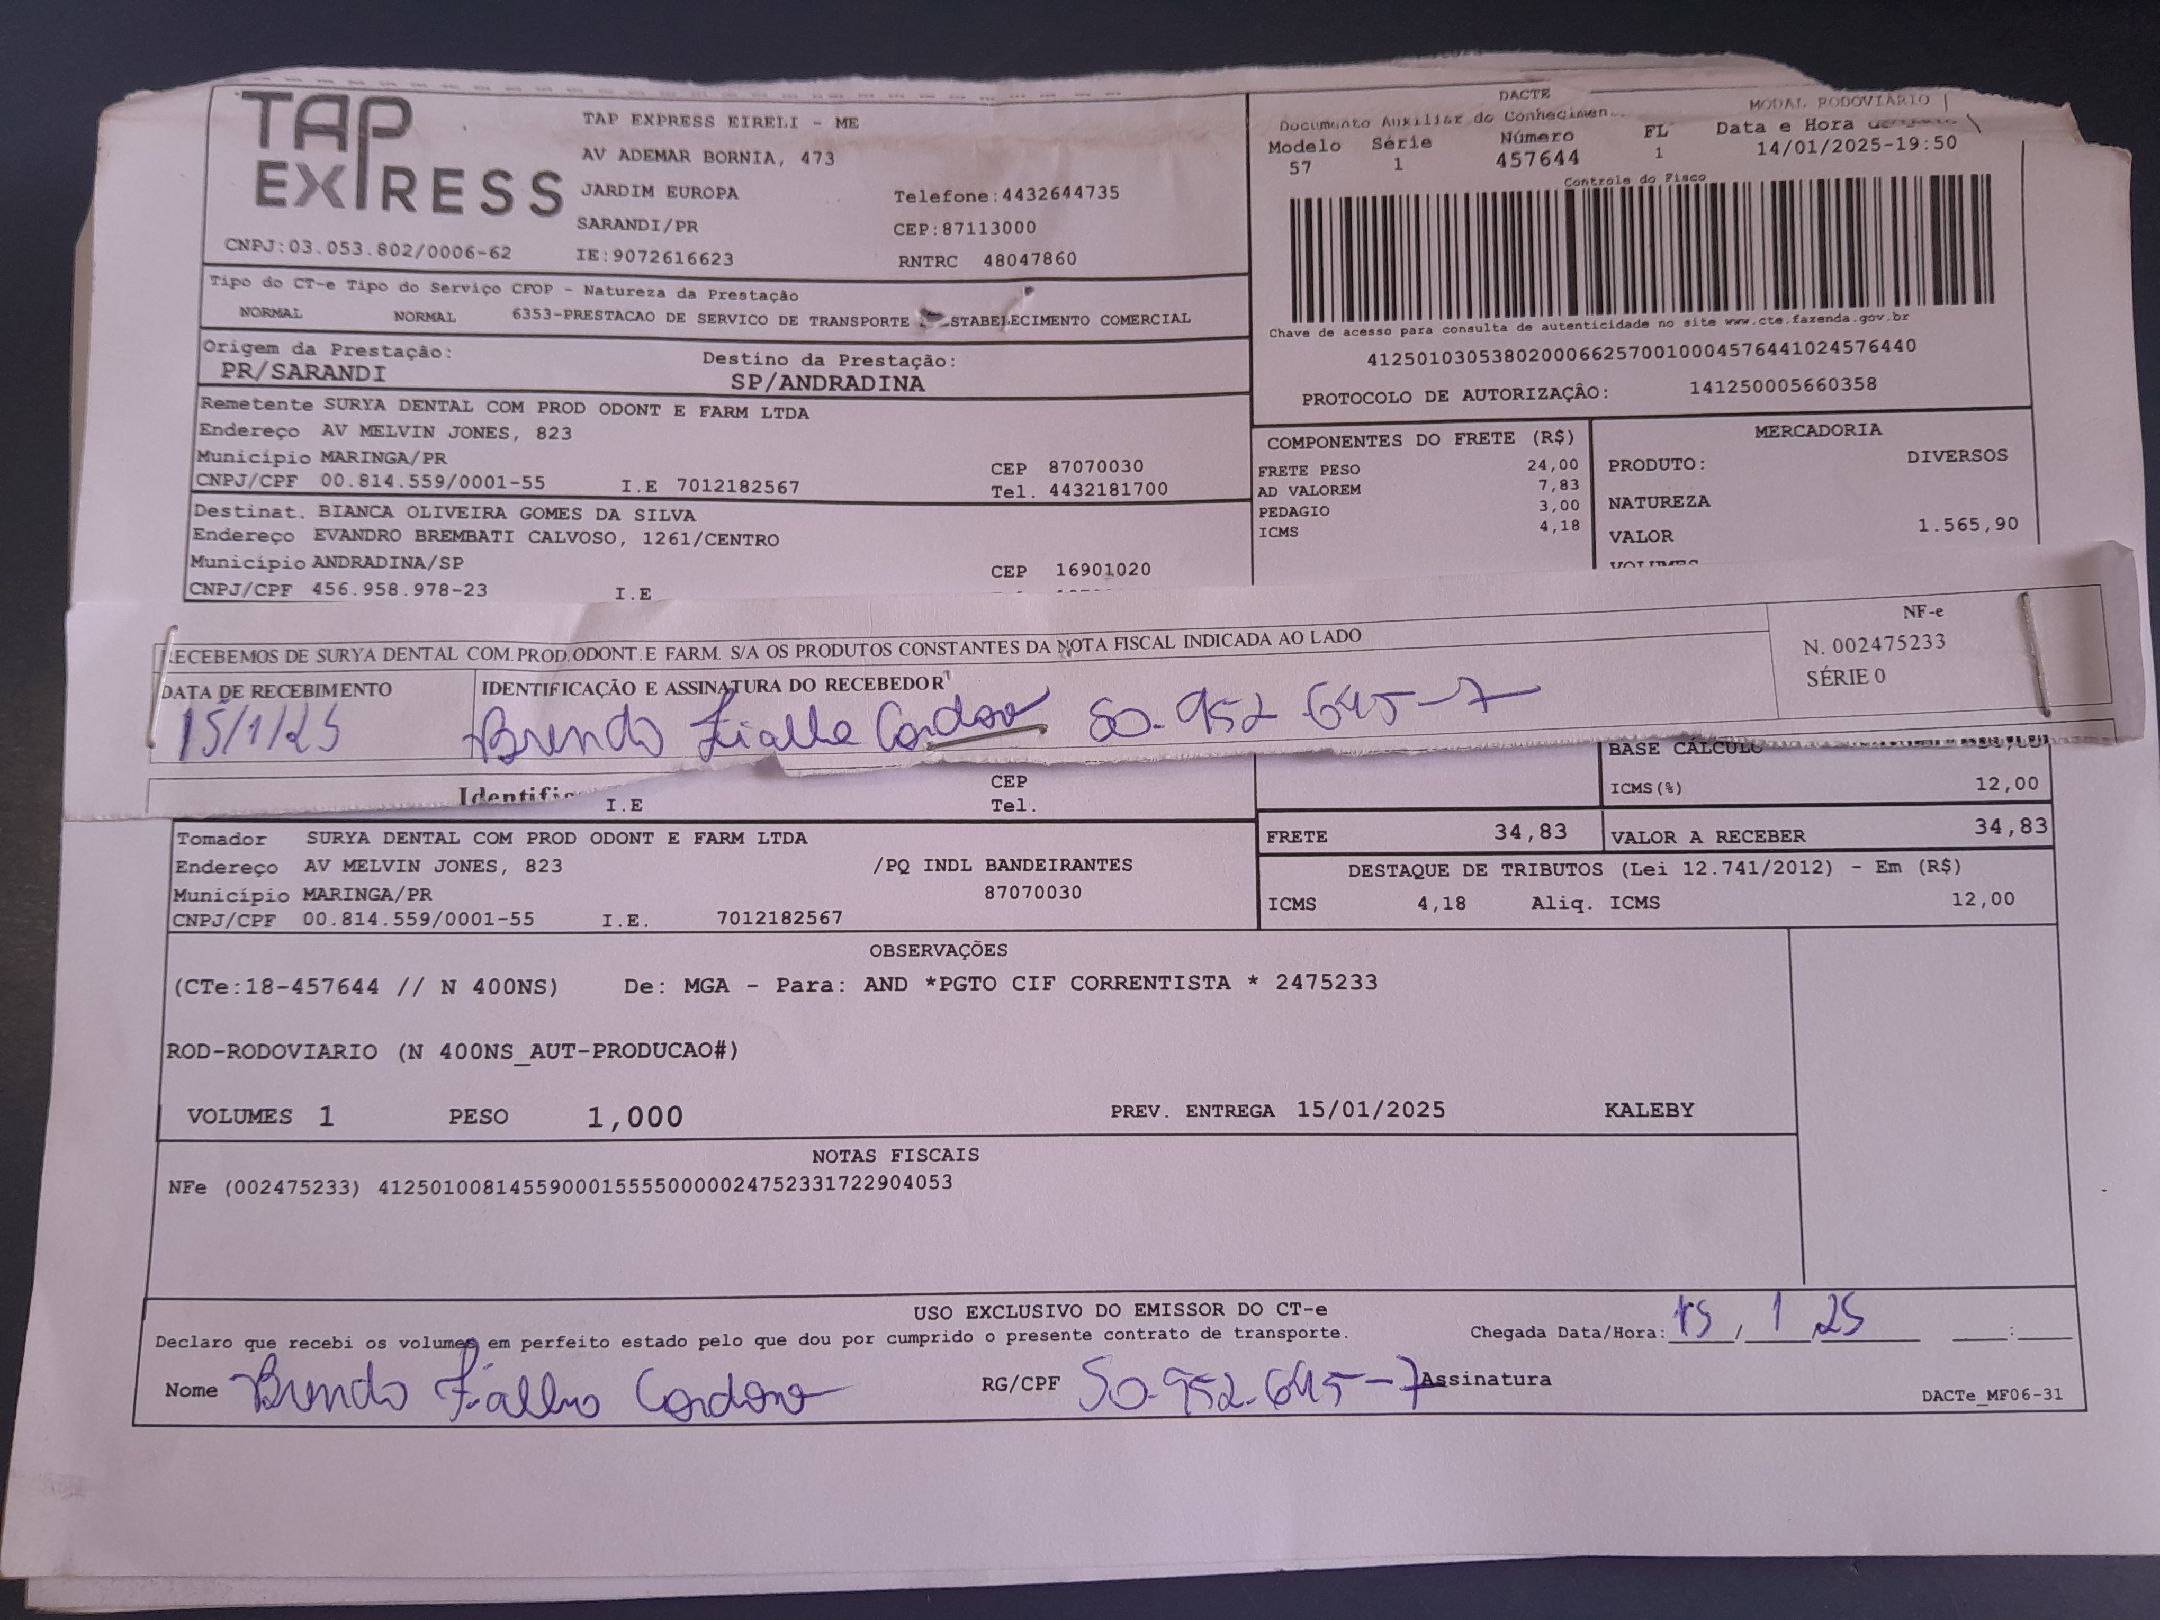 TAP EXPRESS
TAP EXPRESS EIRELI - ME
AV ADEMAR BORNIA, 473
JARDIM EUROPA Telefone:4432644735
SARANDI/PR CEP:87113000
CNPJ:03.053.802/0006-62 IE:9072616623 RNTRC 48047860
DACTE MODAL RODOVIÁRIO
Documento Auxiliar do
Modelo Série Número FL Data e Hora
57 1 457644 1 14/01/2025-19:50
Controle do Fisco
Chave de acesso para consulta de autenticidade no site www.cte.fazenda.gov.br
41250103053802000662570010004576441024576440
PROTOCOLO DE AUTORIZAÇÃO: 141250005660358
Tipo do CT-e Tipo do Serviço CFOP - Natureza da Prestação
NORMAL NORMAL 6353-PRESTACAO DE SERVICO DE TRANSPORTE STABELECIMENTO COMERCIAL
Origem da Prestação: Destino da Prestação:
PR/SARANDI SP/ANDRADINA
Remetente SURYA DENTAL COM PROD ODONT E FARM LTDA
Endereço AV MELVIN JONES, 823
Município MARINGA/PR CEP 87070030
CNPJ/CPF 00.814.559/0001-55 I.E 7012182567 Tel. 4432181700
Destinat. BIANCA OLIVEIRA GOMES DA SILVA
Endereço EVANDRO BREMBATI CALVOSO, 1261/CENTRO
Município ANDRADINA/SP CEP 16901020
CNPJ/CPF 456.958.978-23 I.E
COMPONENTES DO FRETE (R$)
FRETE PESO 24,00
AD VALOREM 7,83
PEDAGIO 3,00
ICMS 4,18
MERCADORIA
PRODUTO: DIVERSOS
NATUREZA
VALOR 1.565,90
VOLUMES
RECEBEMOS DE SURYA DENTAL COM.PROD.ODONT.E FARM. S/A OS PRODUTOS CONSTANTES DA NOTA FISCAL INDICADA AO LADO
NF-e
N. 002475233
SÉRIE 0
DATA DE RECEBIMENTO IDENTIFICAÇÃO E ASSINATURA DO RECEBEDOR
15/1/25 Brendo Fialho Cardoso 50.952 645-7
BASE CÁLCULO
CEP
I.E Tel.
ICMS(%) 12,00
Tomador SURYA DENTAL COM PROD ODONT E FARM LTDA
Endereço AV MELVIN JONES, 823 /PQ INDL BANDEIRANTES
Município MARINGA/PR 87070030
CNPJ/CPF 00.814.559/0001-55 I.E. 7012182567
FRETE 34,83 VALOR A RECEBER 34,83
DESTAQUE DE TRIBUTOS (Lei 12.741/2012) - Em (R$)
ICMS 4,18 Aliq. ICMS 12,00
OBSERVAÇÕES
(CTe:18-457644 // N 400NS) De: MGA - Para: AND *PGTO CIF CORRENTISTA * 2475233
ROD-RODOVIARIO (N 400NS_AUT-PRODUCAO#)
VOLUMES 1 PESO 1,000 PREV. ENTREGA 15/01/2025 KALEBY
NOTAS FISCAIS
NFe (002475233) 41250100814559000155550000024752331722904053
USO EXCLUSIVO DO EMISSOR DO CT-e
Declaro que recebi os volumes em perfeito estado pelo que dou por cumprido o presente contrato de transporte. Chegada Data/Hora: 15 / 1 / 25 :
Nome Brendo Fialho Cardoso RG/CPF 50.952.645-7 Assinatura
DACTe_MF06-31